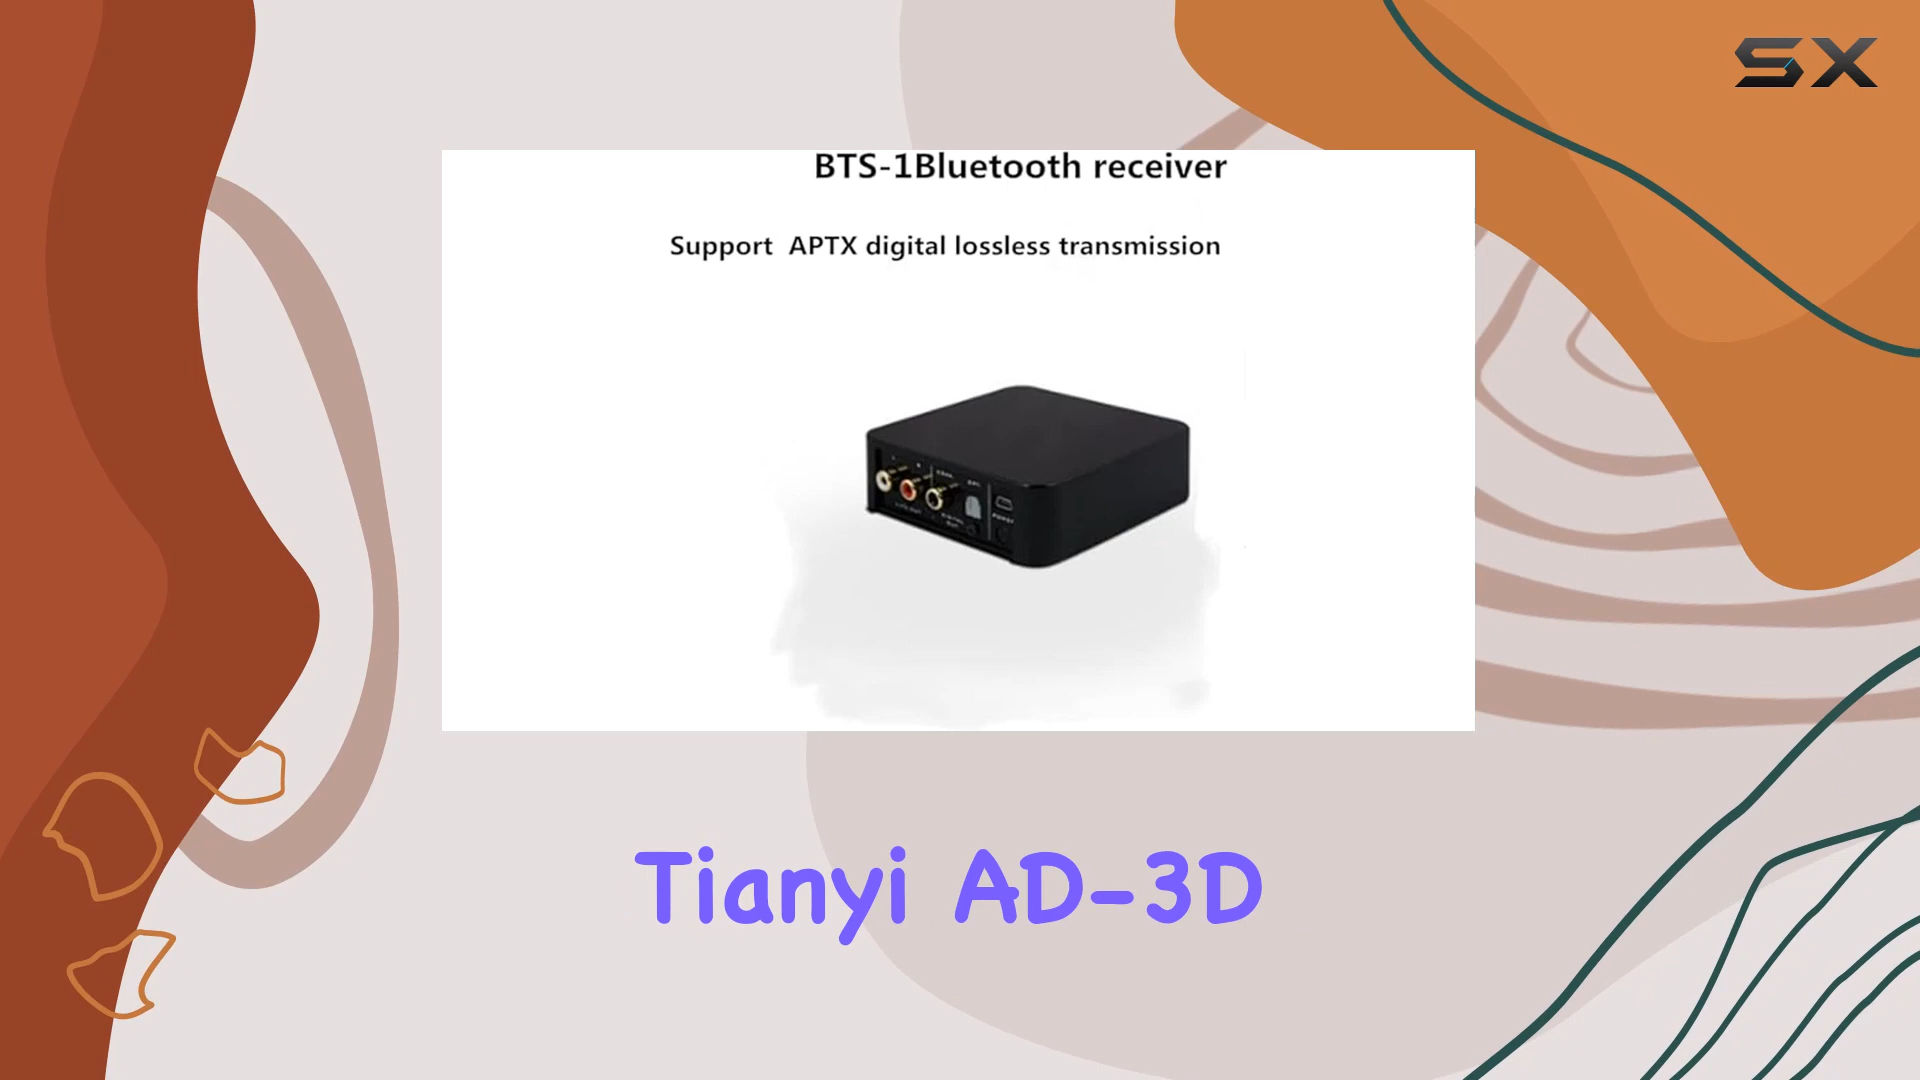 SX
BTS-1Bluetooth receiver
Support APTX digital lossless transmission
Tianyi AD-3D